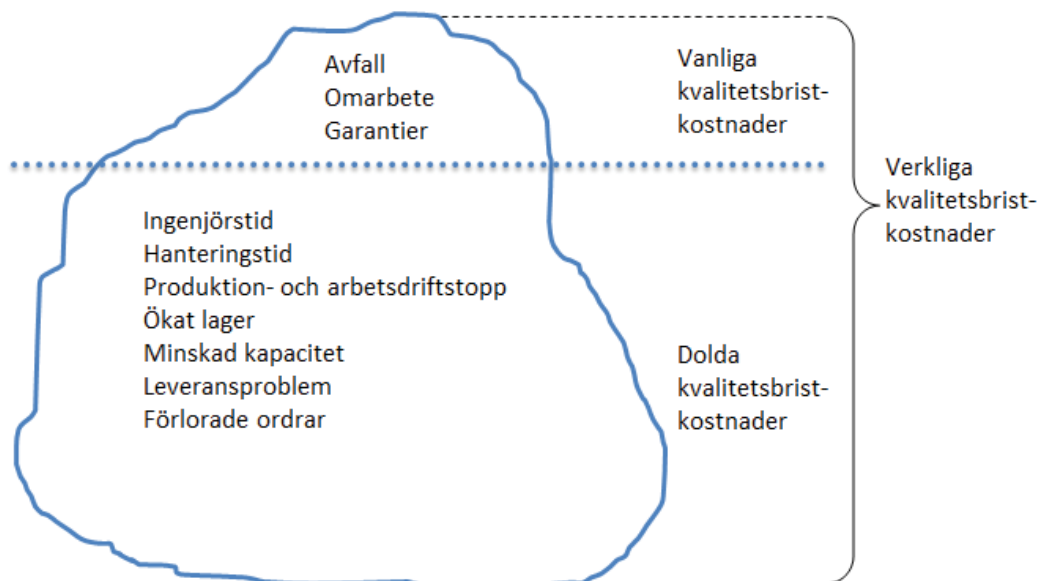 Avfall
Omarbete
Garantier
Vanliga
kvalitetsbrist-
kostnader
Verkliga
kvalitetsbrist-
kostnader
Ingenjörstid
Hanteringstid
Produktion- och arbetsdriftstopp
Ökat lager
Minskad kapacitet
Leveransproblem
Förlorade ordrar
Dolda
kvalitetsbrist-
kostnader